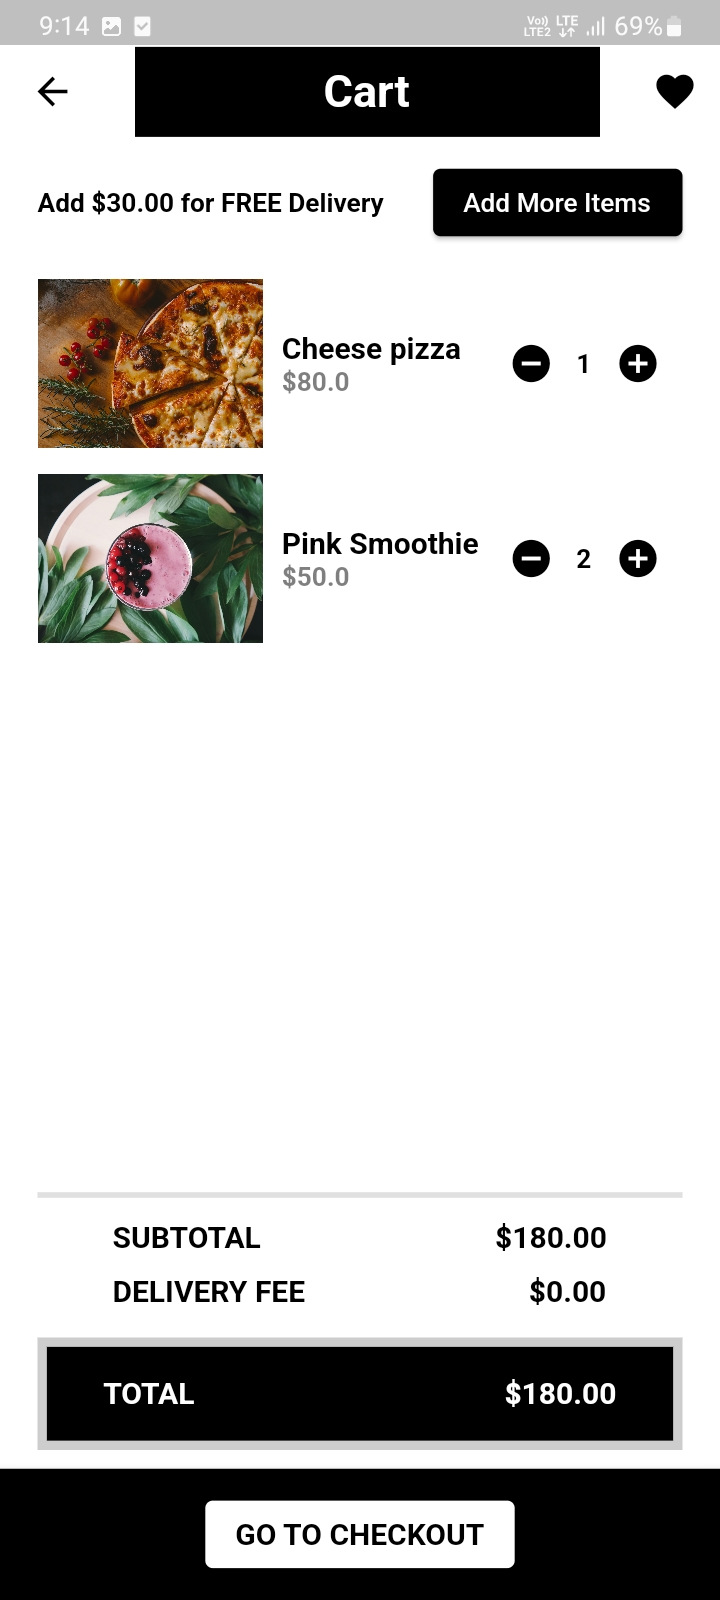 9:14
Vo) LTE
LTE2
69%
Cart
Add $30.00 for FREE Delivery
Add More Items
Cheese pizza
$80.0
1
Pink Smoothie
$50.0
2
SUBTOTAL
$180.00
DELIVERY FEE
$0.00
TOTAL
$180.00
GO TO CHECKOUT